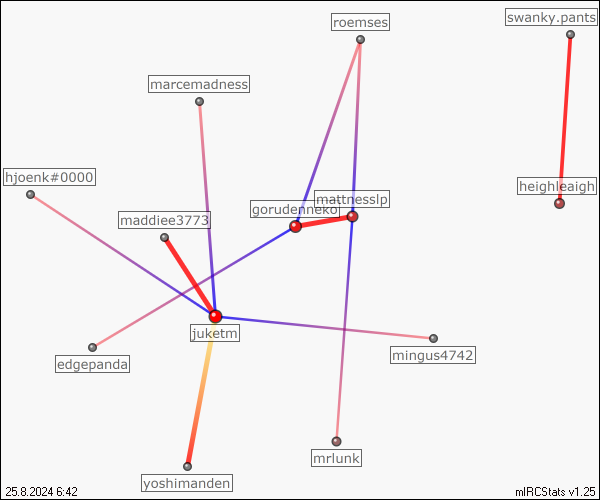 roemses
swanky.pants
marcemadness
hjoenk#0000
heighleaigh
mattnesslp
gorudenneko
maddiee3773
juketm
mingus4742
edgepanda
mrlunk
yoshimanden
25.8.2024 6:42
mIRCStats v1.25